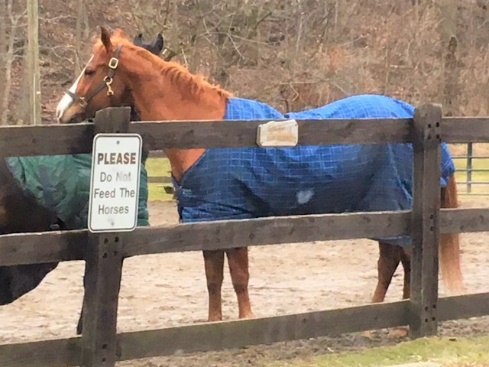 PLEASE
Do Not
Feed The
Horses